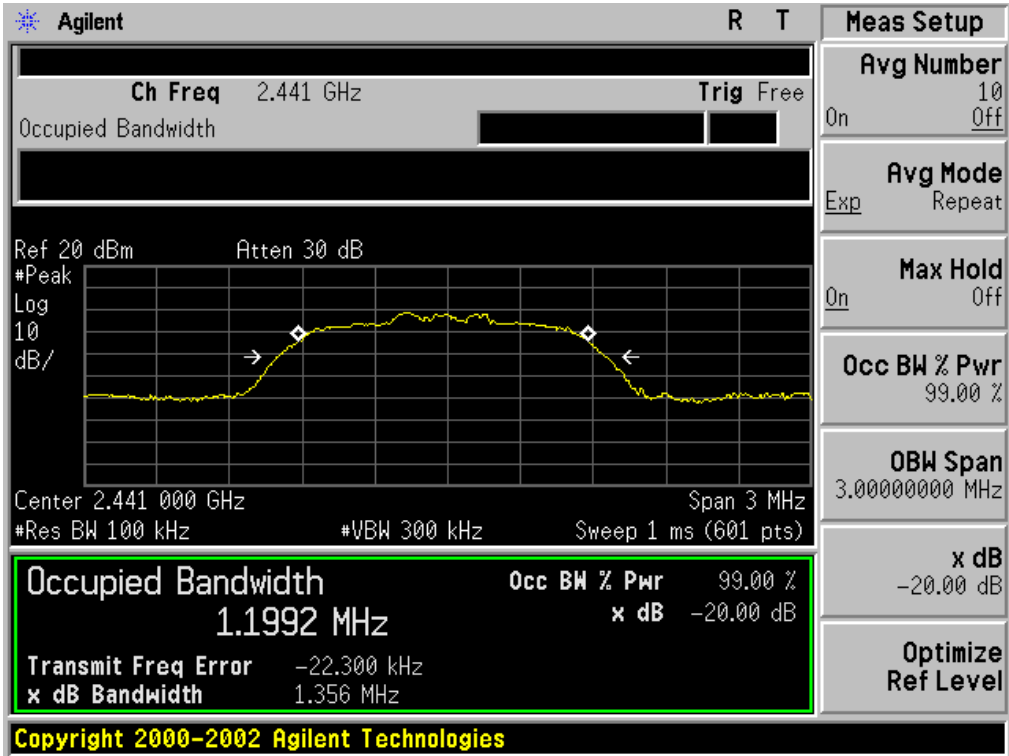 Agilent R T
Ch Freq 2.441 GHz Trig Free
Occupied Bandwidth
Ref 20 dBm Atten 30 dB
#Peak
Log
10
dB/
Center 2.441 000 GHz Span 3 MHz
#Res BW 100 kHz #VBW 300 kHz Sweep 1 ms (601 pts)
Occupied Bandwidth
1.1992 MHz
Occ BW % Pwr 99.00 %
x dB -20.00 dB
Transmit Freq Error -22.300 kHz
x dB Bandwidth 1.356 MHz
Copyright 2000-2002 Agilent Technologies
Meas Setup
Avg Number
10
On Off
Avg Mode
Exp Repeat
Max Hold
On Off
Occ BW % Pwr
99.00 %
OBW Span
3.00000000 MHz
x dB
-20.00 dB
Optimize
Ref Level